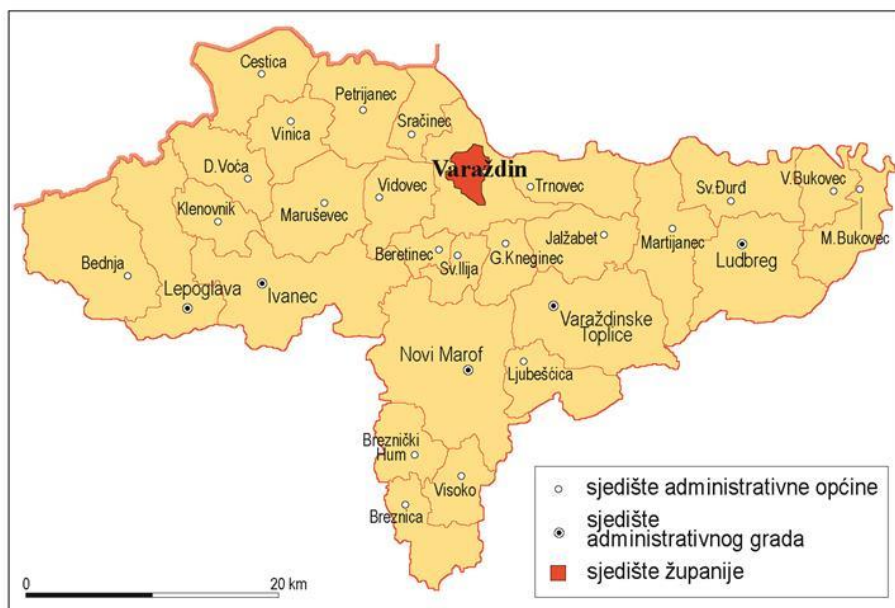 Cestica
Petrijanec
Vinica
Sračinec
Varaždin
D.Voća
Vidovec
Trnovec
Sv.Đurđ
V.Bukovec
Klenovnik
Maruševec
Bednja
Beretinec
Sv.Ilija
G.Kneginec
Jalžabet
Martijanec
Ludbreg
M.Bukovec
Lepoglava
Ivanec
Varaždinske
Toplice
Novi Marof
Ljubešćica
Breznički
Hum
Visoko
Breznica
sjedište administrativne općine
sjedište
administrativnog grada
sjedište županije
0
20 km